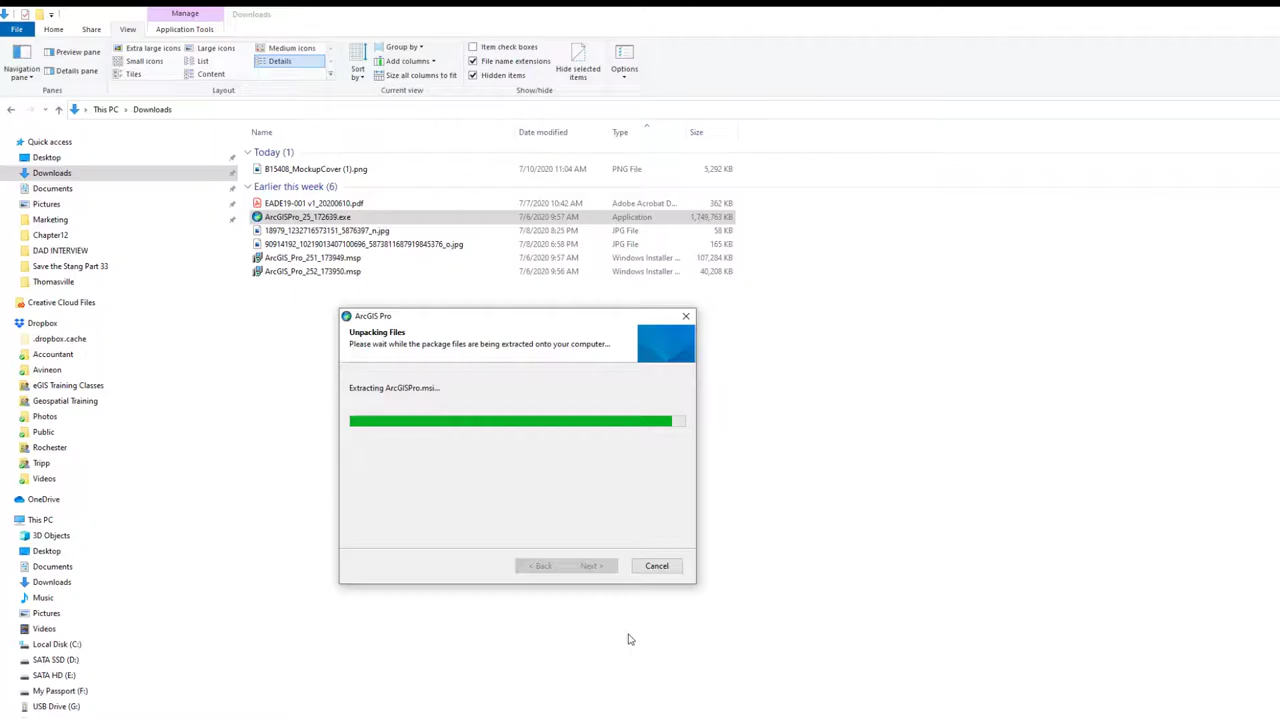 Manage Downloads
File Home Share View Application Tools
Navigation pane Preview pane Details pane
Extra large icons Large icons Medium icons
Small icons List Details
Tiles Content
Sort by Group by Add columns Size all columns to fit
Item check boxes File name extensions Hidden items
Hide selected items Options
Panes Layout Current view Show/hide
This PC Downloads
Name Date modified Type Size
Today (1)
B15408_MockupCover (1).png 7/10/2020 11:04 AM PNG File 5,292 KB
Earlier this week (6)
EADE19-001 v1_20200610.pdf 7/7/2020 10:42 AM Adobe Acrobat D... 362 KB
ArcGISPro_25_172639.exe 7/6/2020 9:57 AM Application 1,749,763 KB
18979_1232716573151_5876397_n.jpg 7/8/2020 8:25 PM JPG File 58 KB
90914192_10219013407100696_5873811687919845376_o.jpg 7/8/2020 6:58 PM JPG File 165 KB
ArcGIS_Pro_251_173949.msp 7/6/2020 9:57 AM Windows Installer ... 107,284 KB
ArcGIS_Pro_252_173950.msp 7/6/2020 9:56 AM Windows Installer ... 40,208 KB
Quick access
Desktop
Downloads
Documents
Pictures
Marketing
Chapter12
DAD INTERVIEW
Save the Stang Part 33
Thomasville
Creative Cloud Files
Dropbox
.dropbox.cache
Accountant
Avineon
eGIS Training Classes
Geospatial Training
Photos
Public
Rochester
Tripp
Videos
OneDrive
This PC
3D Objects
Desktop
Documents
Downloads
Music
Pictures
Videos
Local Disk (C:)
SATA SSD (D:)
SATA HD (E:)
My Passport (F:)
USB Drive (G:)
ArcGIS Pro
Unpacking Files
Please wait while the package files are being extracted onto your computer...
Extracting ArcGISPro.msi...
< Back Next > Cancel